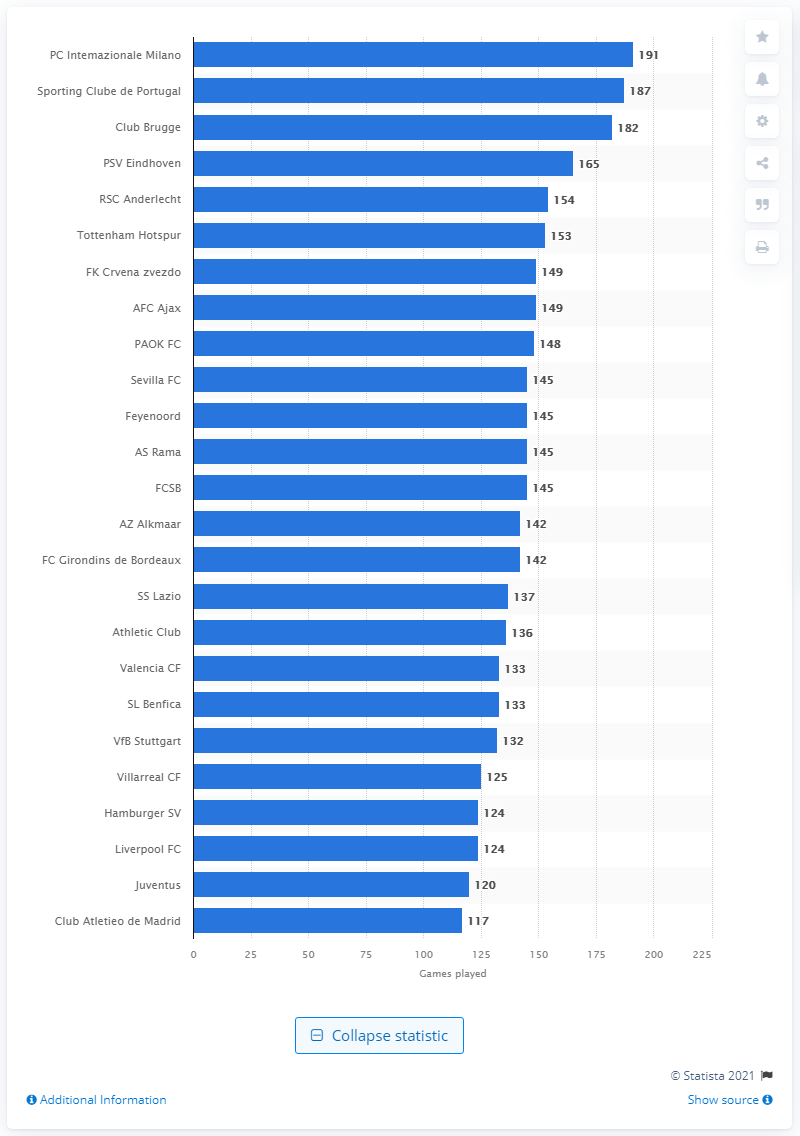 PC Intemazionale Milano 191
Sporting Clube de Portugal 187
Club Brugge 182
PSV Eindhoven 165
RSC Anderlecht 154
Tottenham Hotspur 153
FK Crvena zvezdo 149
AFC Ajax 149
PAOK FC 148
Sevilla FC 145
Feyenoord 145
AS Rama 145
FCSB 145
AZ Alkmaar 142
FC Girondins de Bordeaux 142
SS Lazio 137
Athletic Club 136
Valencia CF 133
SL Benfica 133
VfB Stuttgart 132
Villarreal CF 125
Hamburger SV 124
Liverpool FC 124
Juventus 120
Club Atletieo de Madrid 117
0 25 50 75 100 125 150 175 200 225
Games played
Collapse statistic
© Statista 2021
Additional Information
Show source